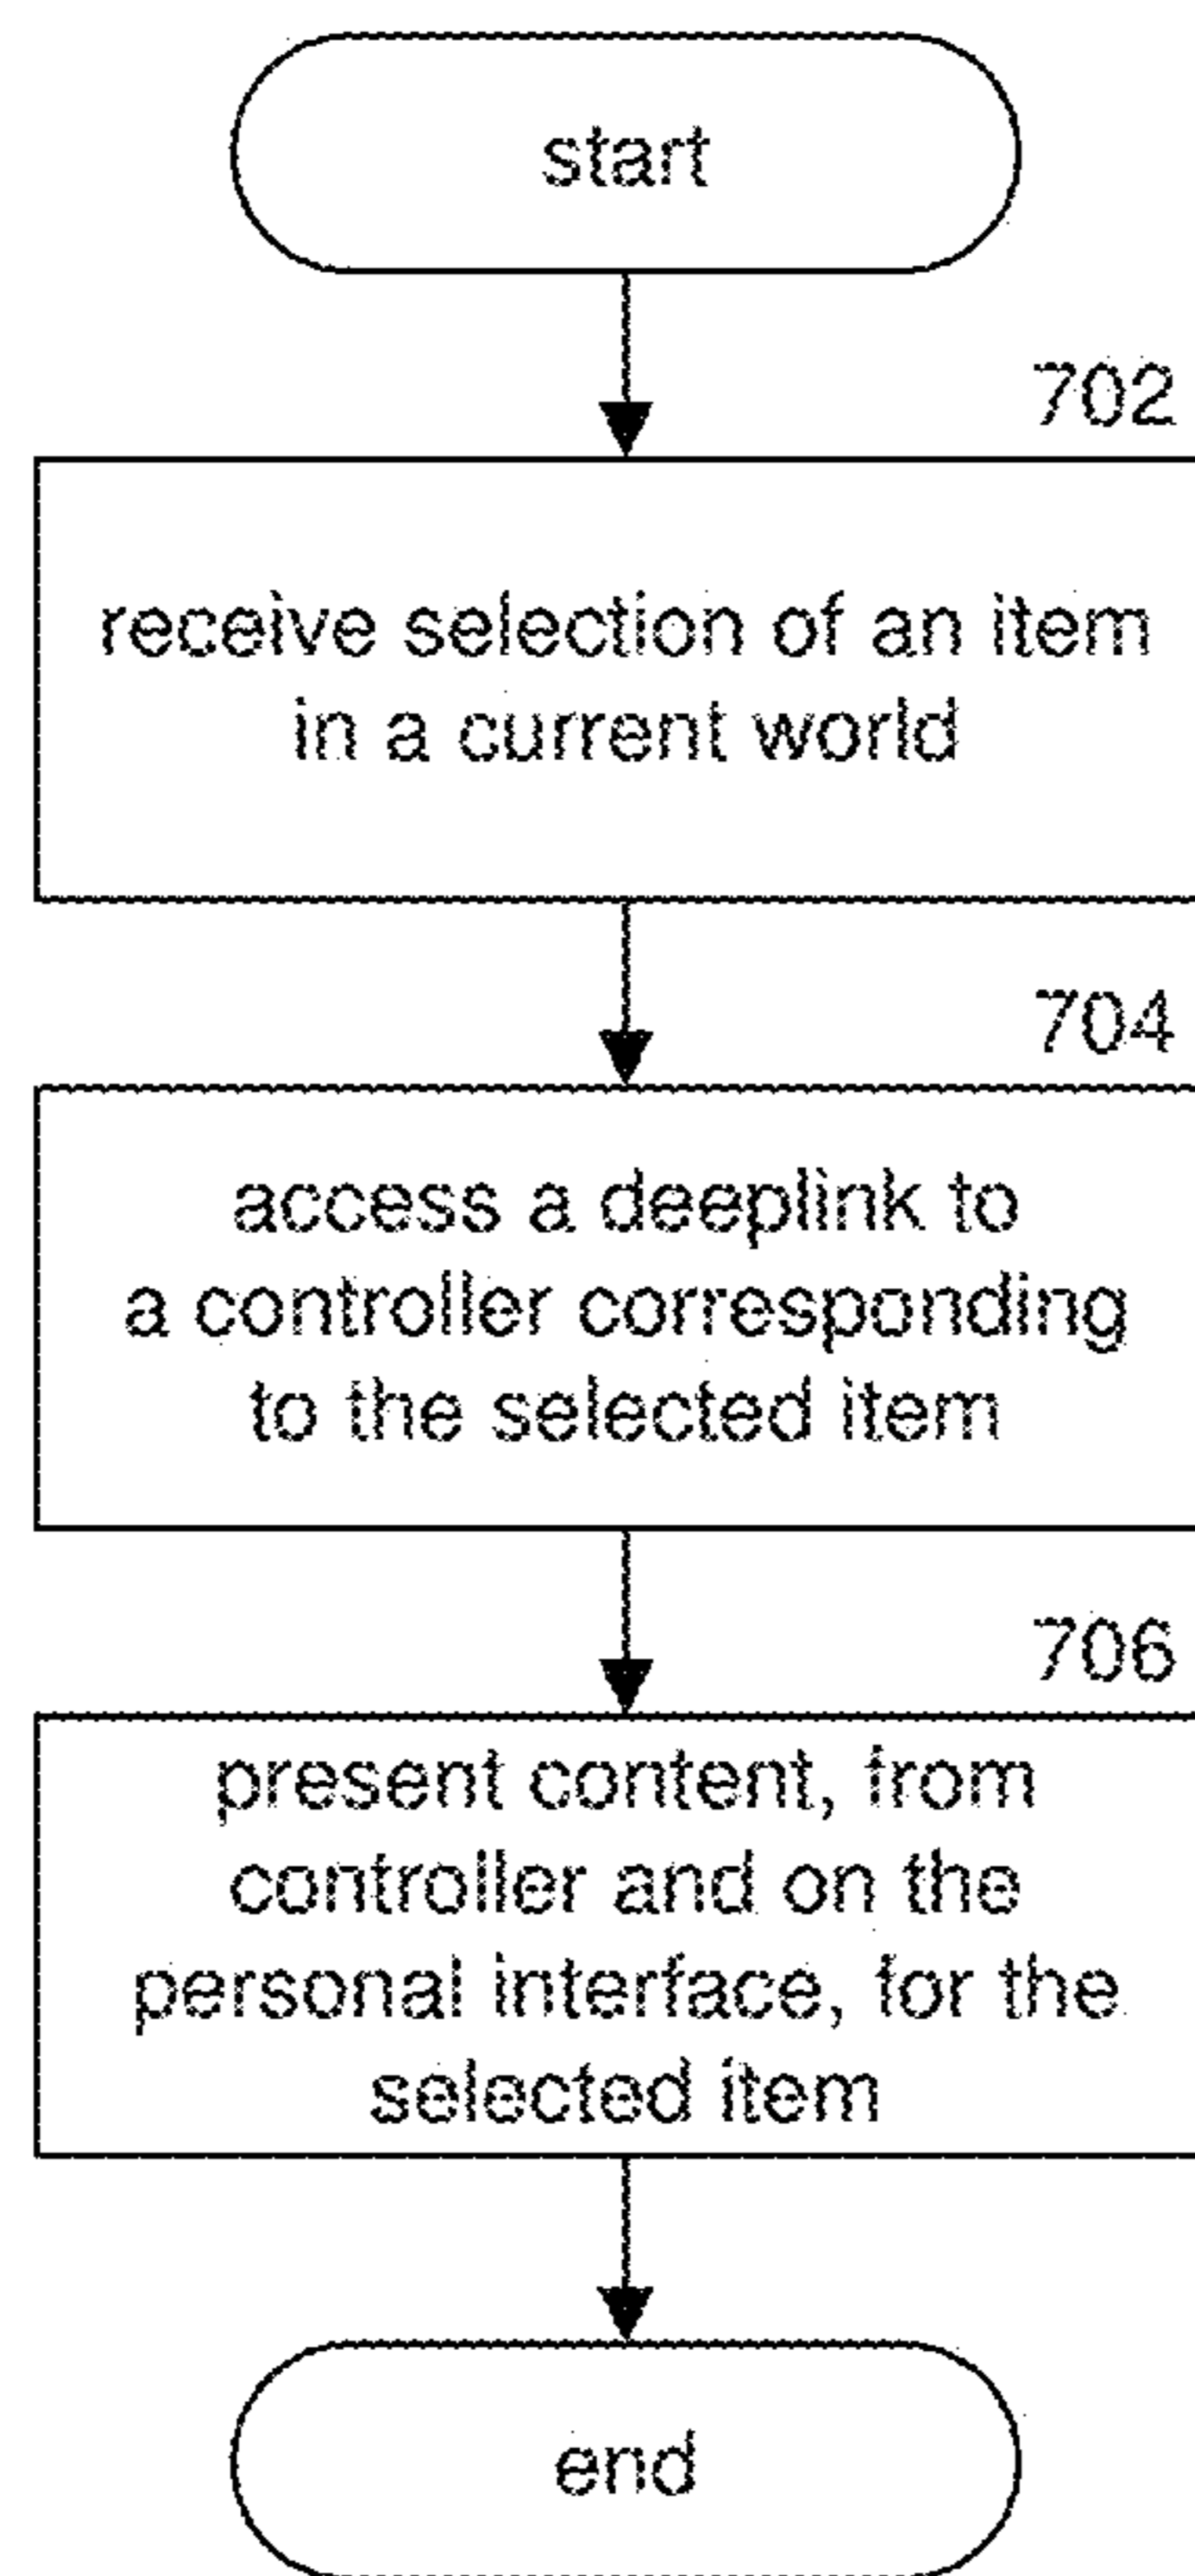 start
702
receive selection of an item
in a current world
704
access a deeplink to
a controller corresponding
to the selected item
706
present content, from
controller and on the
personal interface, for the
selected item
end